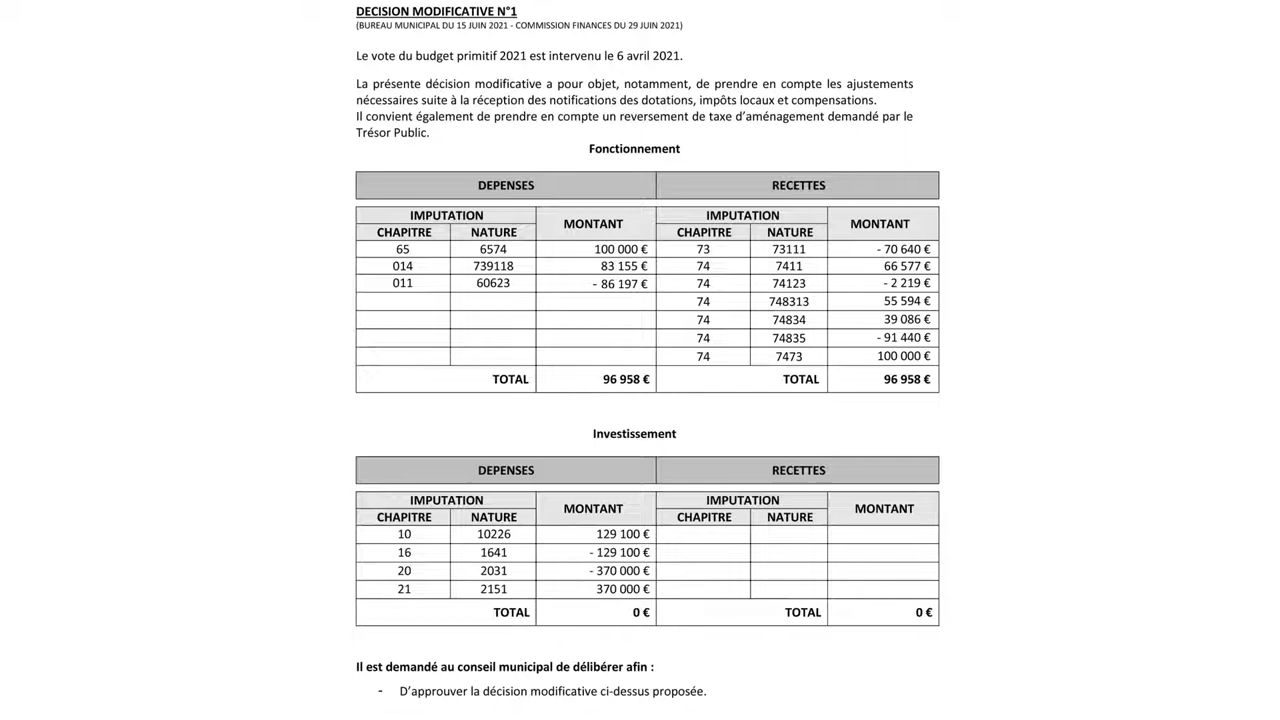 DECISION MODIFICATIVE N°1
(BUREAU MUNICIPAL DU 15 JUIN 2021 - COMMISSION FINANCES DU 29 JUIN 2021)
Le vote du budget primitif 2021 est intervenu le 6 avril 2021.
La présente décision modificative a pour objet, notamment, de prendre en compte les ajustements
nécessaires suite à la réception des notifications des dotations, impôts locaux et compensations.
Il convient également de prendre en compte un reversement de taxe d’aménagement demandé par le
Trésor Public.
Fonctionnement
DEPENSES RECETTES
IMPUTATION MONTANT IMPUTATION MONTANT
CHAPITRE NATURE CHAPITRE NATURE
65 6574 100 000 € 73 73111 - 70 640 €
014 739118 83 155 € 74 7411 66 577 €
011 60623 - 86 197 € 74 74123 - 2 219 €
74 748313 55 594 €
74 74834 39 086 €
74 74835 - 91 440 €
74 7473 100 000 €
TOTAL 96 958 € TOTAL 96 958 €
Investissement
DEPENSES RECETTES
IMPUTATION MONTANT IMPUTATION MONTANT
CHAPITRE NATURE CHAPITRE NATURE
10 10226 129 100 €
16 1641 - 129 100 €
20 2031 - 370 000 €
21 2151 370 000 €
TOTAL 0 € TOTAL 0 €
Il est demandé au conseil municipal de délibérer afin :
- D’approuver la décision modificative ci-dessus proposée.